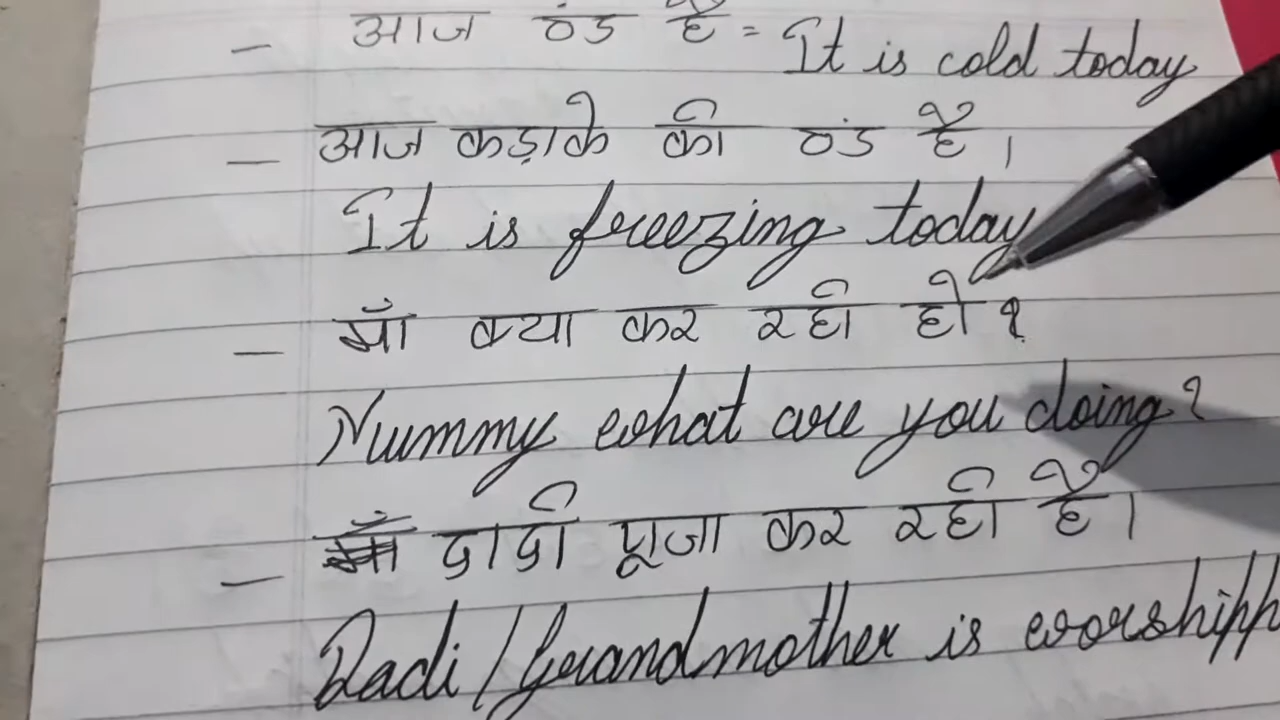 – आज ठंड है = It is cold today
– आज कड़ाके की ठंड है।
It is freezing today
– माँ क्या कर रही हो?
Mummy what are you doing?
– दादी पूजा कर रही है।
Dadi / Grandmother is worshipp